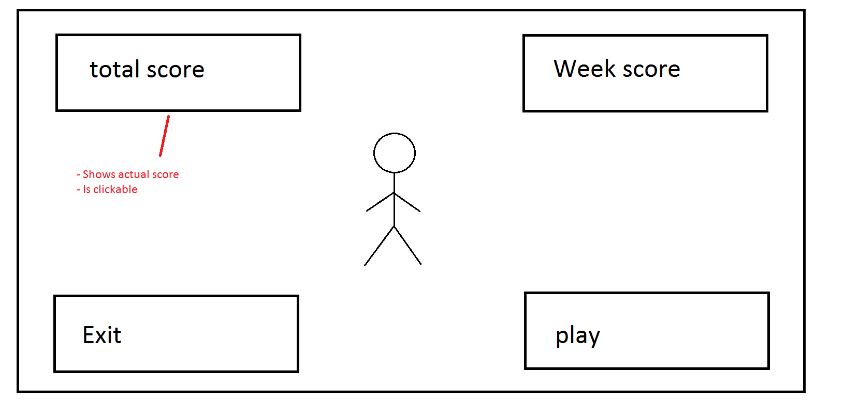 total score
Week score
- Shows actual score
- Is clickable
Exit
play